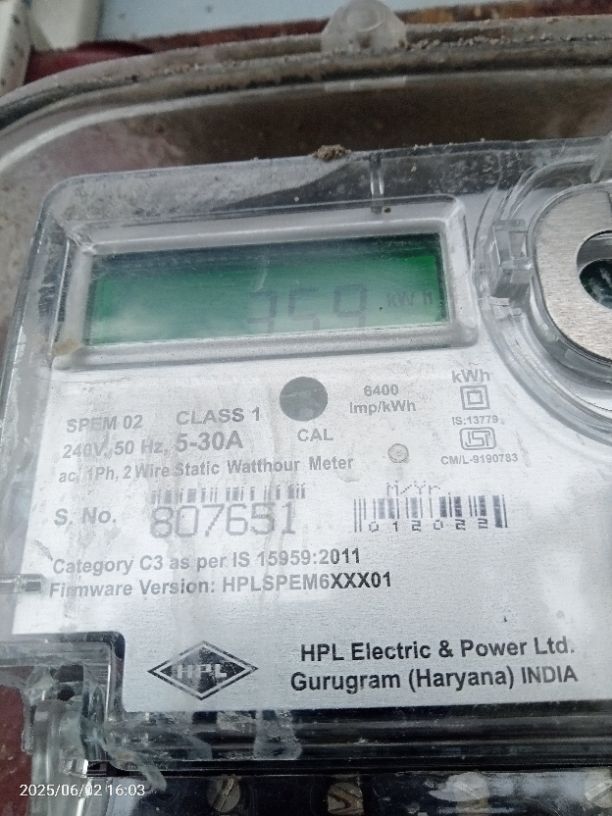 359 kW h
SPEM 02 CLASS 1
240V, 50 Hz, 5-30A
ac, 1Ph, 2 Wire Static Watthour Meter
CAL
6400
Imp/kWh
kWh
IS:13779
CM/L-9190783
S. No. 807651
M/Yr
012022
Category C3 as per IS 15959:2011
Firmware Version: HPLSPEM6XXX01
HPL
HPL Electric & Power Ltd.
Gurugram (Haryana) INDIA
2025/06/02 16:03